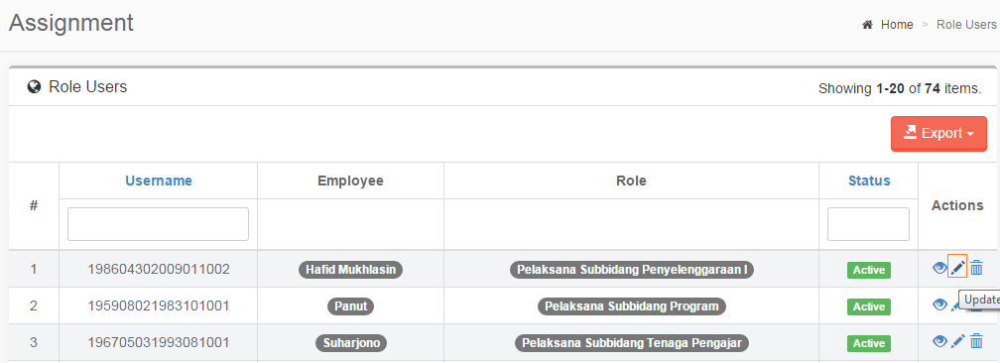 Assignment
Home > Role Users
Role Users
Showing 1-20 of 74 items.
Export
# Username Employee Role Status Actions
1 198604302009011002 Hafid Mukhlasin Pelaksana Subbidang Penyelenggaraan I Active
Update
2 195908021983101001 Panut Pelaksana Subbidang Program Active
3 196705031993081001 Suharjono Pelaksana Subbidang Tenaga Pengajar Active